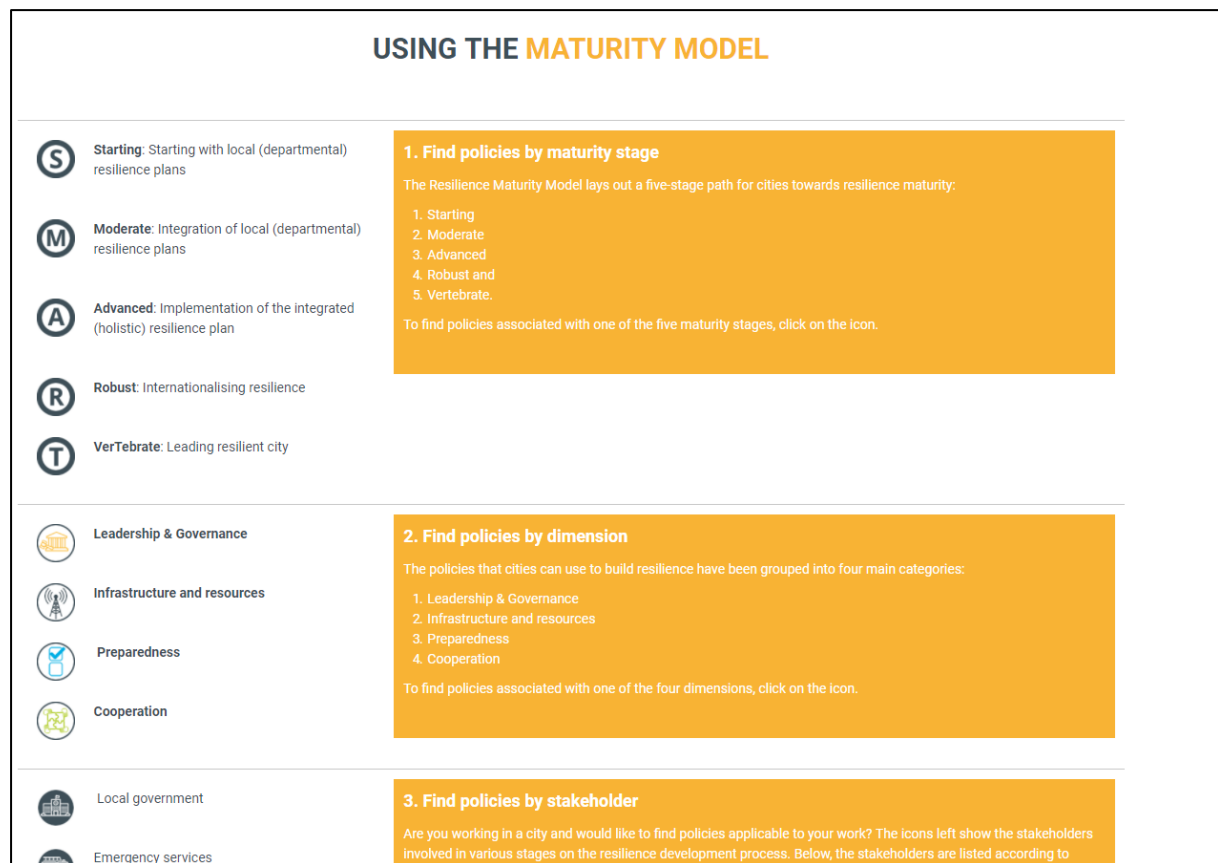 USING THE MATURITY MODEL
S
Starting: Starting with local (departmental)
resilience plans
M
Moderate: Integration of local (departmental)
resilience plans
A
Advanced: Implementation of the integrated
(holistic) resilience plan
R
Robust: Internationalising resilience
T
VerTebrate: Leading resilient city
1. Find policies by maturity stage
The Resilience Maturity Model lays out a five-stage path for cities towards resilience maturity:
1. Starting
2. Moderate
3. Advanced
4. Robust and
5. Vertebrate.
To find policies associated with one of the five maturity stages, click on the icon.
Leadership & Governance
Infrastructure and resources
Preparedness
Cooperation
2. Find policies by dimension
The policies that cities can use to build resilience have been grouped into four main categories:
1. Leadership & Governance
2. Infrastructure and resources
3. Preparedness
4. Cooperation
To find policies associated with one of the four dimensions, click on the icon.
Local government
Emergency services
3. Find policies by stakeholder
Are you working in a city and would like to find policies applicable to your work? The icons left show the stakeholders
involved in various stages on the resilience development process. Below, the stakeholders are listed according to